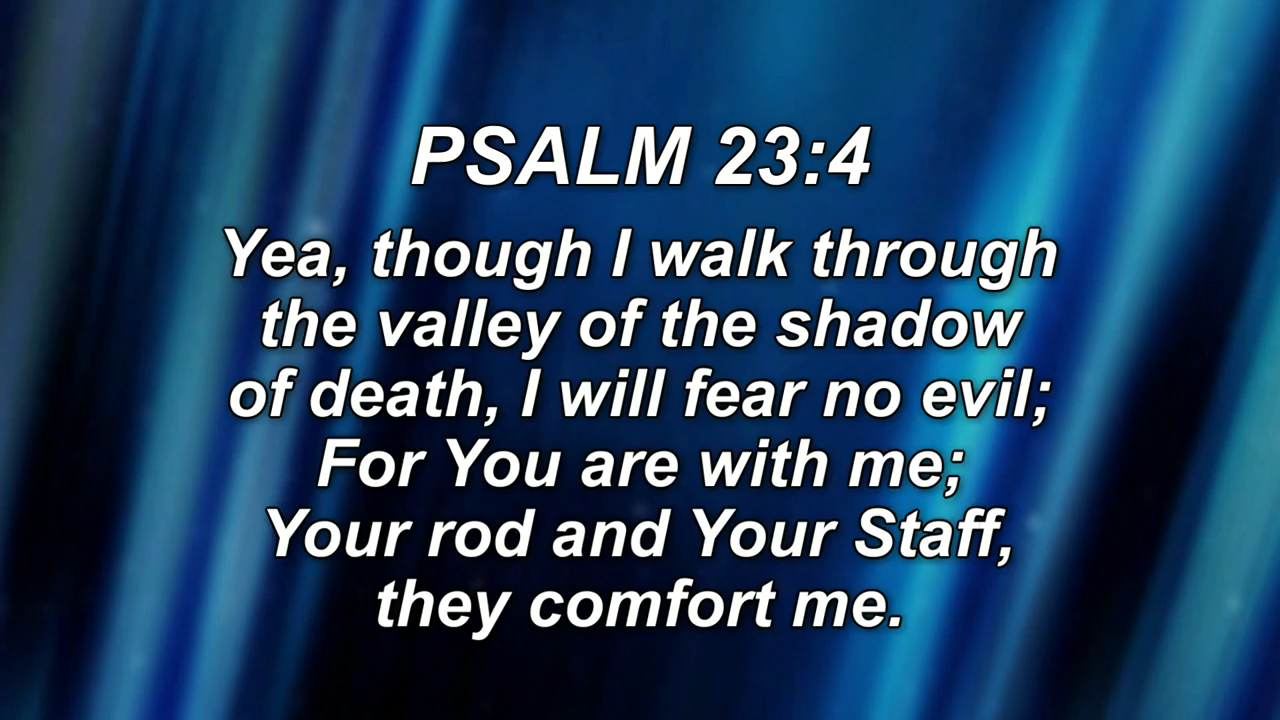 PSALM 23:4
Yea, though I walk through
the valley of the shadow
of death, I will fear no evil;
For You are with me;
Your rod and Your Staff,
they comfort me.